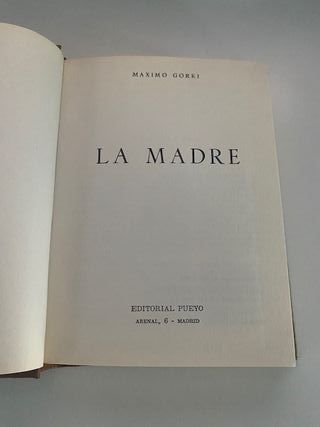 MAXIMO GORKI
LA MADRE
EDITORIAL PUEYO
ARENAL, 6 - MADRID